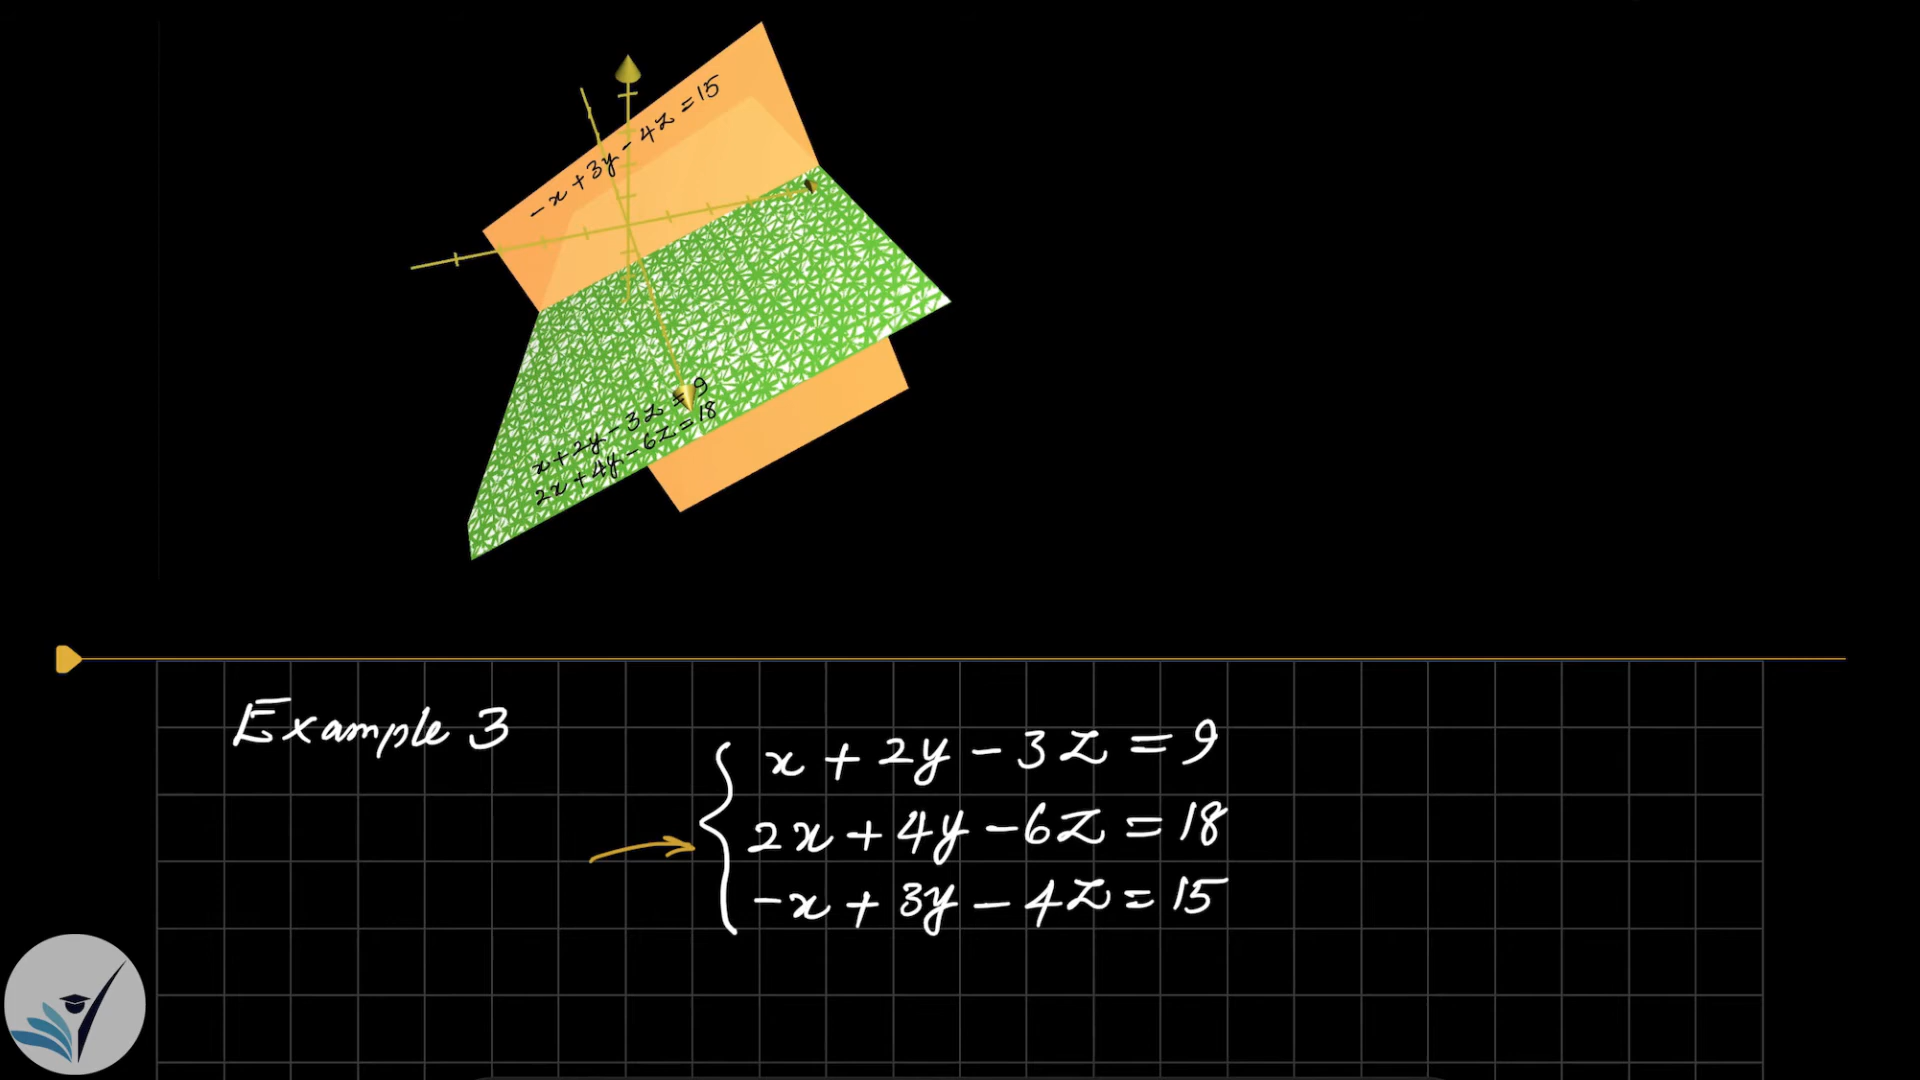 -x + 3y - 4z = 15
x + 2y - 3z = 9
2x + 4y - 6z = 18
Example 3
x + 2y - 3z = 9
2x + 4y - 6z = 18
-x + 3y - 4z = 15